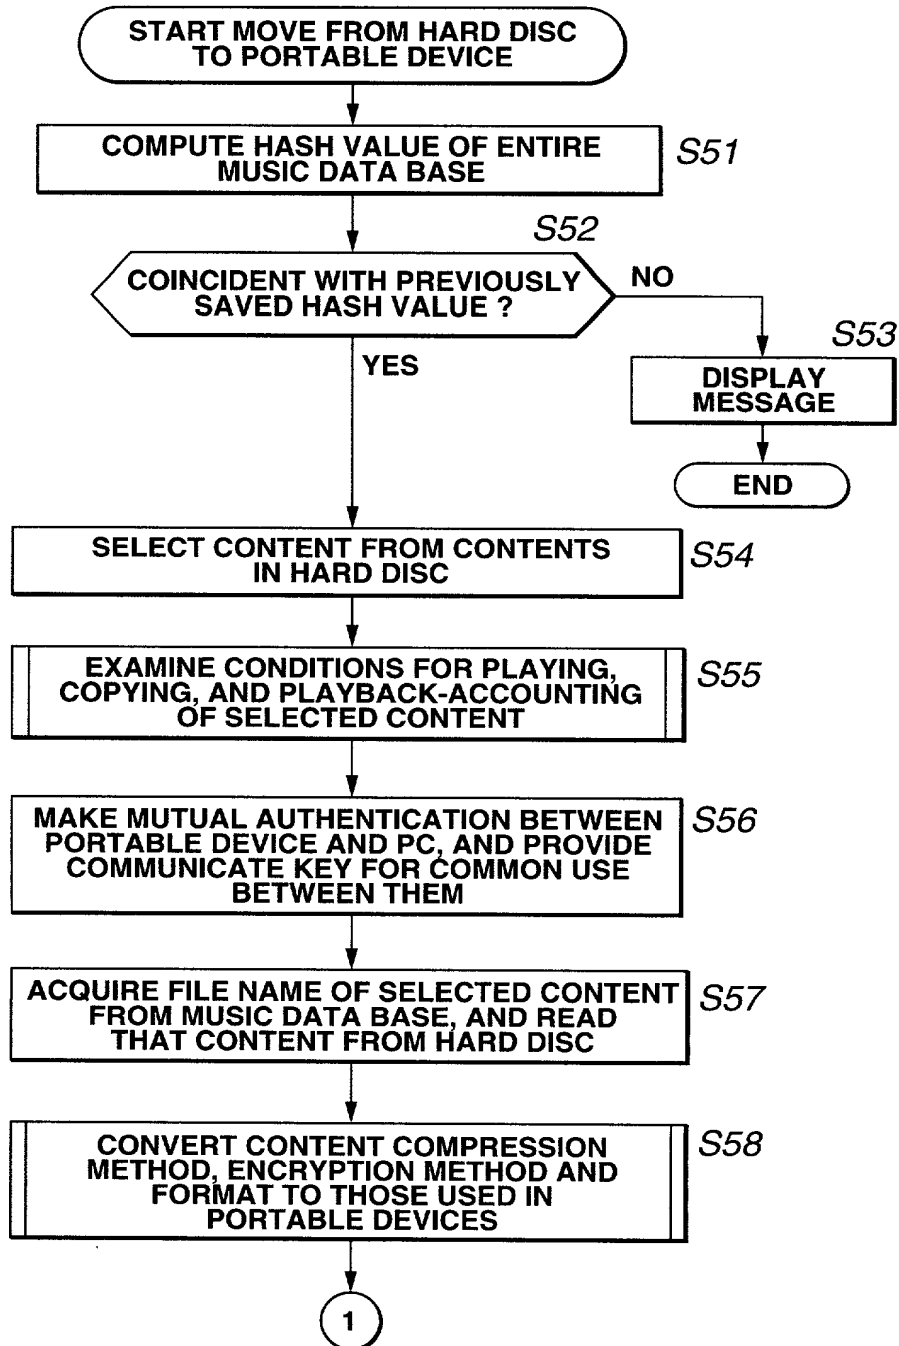 START MOVE FROM HARD DISC
TO PORTABLE DEVICE
COMPUTE HASH VALUE OF ENTIRE
MUSIC DATA BASE
S51
S52
COINCIDENT WITH PREVIOUSLY
SAVED HASH VALUE ?
NO
YES
S53
DISPLAY
MESSAGE
END
SELECT CONTENT FROM CONTENTS
IN HARD DISC
S54
EXAMINE CONDITIONS FOR PLAYING,
COPYING, AND PLAYBACK-ACCOUNTING
OF SELECTED CONTENT
S55
MAKE MUTUAL AUTHENTICATION BETWEEN
PORTABLE DEVICE AND PC, AND PROVIDE
COMMUNICATE KEY FOR COMMON USE
BETWEEN THEM
S56
ACQUIRE FILE NAME OF SELECTED CONTENT
FROM MUSIC DATA BASE, AND READ
THAT CONTENT FROM HARD DISC
S57
CONVERT CONTENT COMPRESSION
METHOD, ENCRYPTION METHOD AND
FORMAT TO THOSE USED IN
PORTABLE DEVICES
S58
1